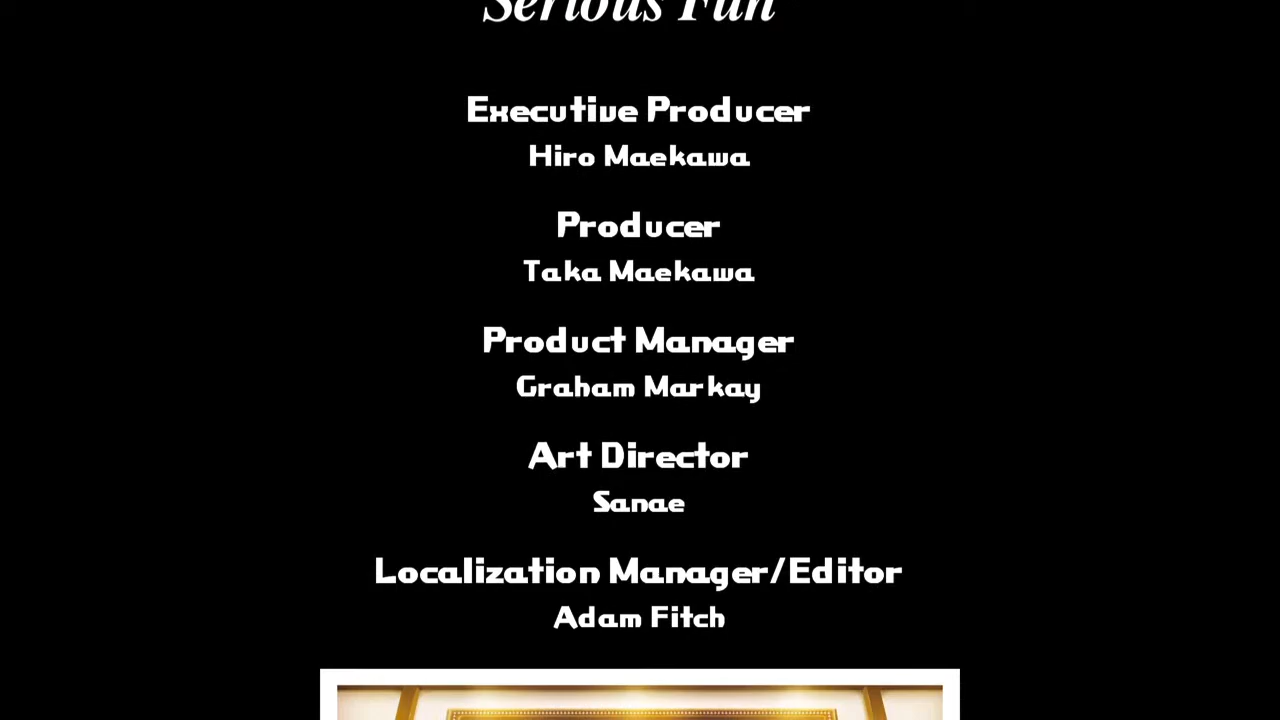 Serious Fun
Executive Producer
Hiro Maekawa
Producer
Taka Maekawa
Product Manager
Graham Markay
Art Director
Sanae
Localization Manager/Editor
Adam Fitch